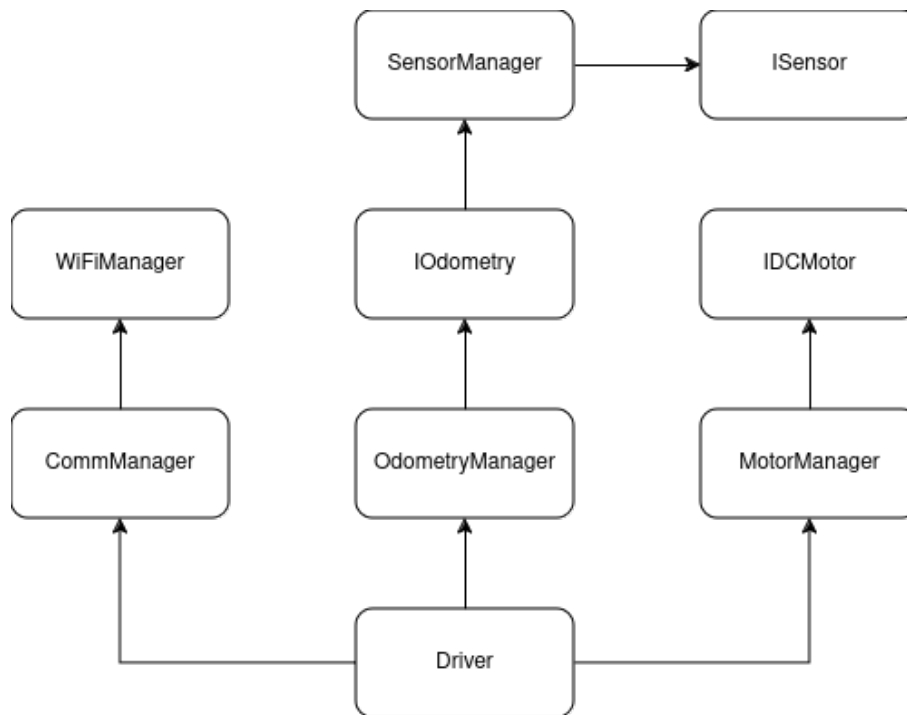 SensorManager
ISensor
WiFiManager
IOdometry
IDCMotor
CommManager
OdometryManager
MotorManager
Driver